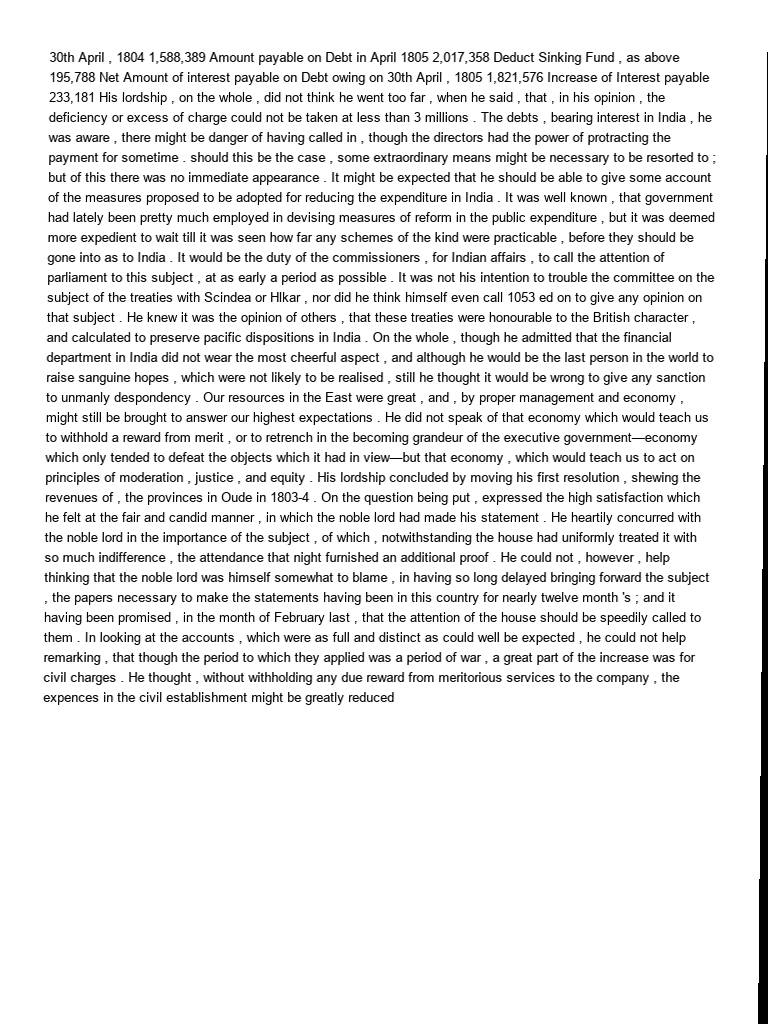 30th April , 1804 1,588,389 Amount payable on Debt in April 1805 2,017,358 Deduct Sinking Fund , as above
195,788 Net Amount of interest payable on Debt owing on 30th April , 1805 1,821,576 Increase of Interest payable
233,181 His lordship , on the whole , did not think he went too far , when he said , that , in his opinion , the
deficiency or excess of charge could not be taken at less than 3 millions . The debts , bearing interest in India , he
was aware , there might be danger of having called in , though the directors had the power of protracting the
payment for sometime . should this be the case , some extraordinary means might be necessary to be resorted to ;
but of this there was no immediate appearance . It might be expected that he should be able to give some account
of the measures proposed to be adopted for reducing the expenditure in India . It was well known , that government
had lately been pretty much employed in devising measures of reform in the public expenditure , but it was deemed
more expedient to wait till it was seen how far any schemes of the kind were practicable , before they should be
gone into as to India . It would be the duty of the commissioners , for Indian affairs , to call the attention of
parliament to this subject , at as early a period as possible . It was not his intention to trouble the committee on the
subject of the treaties with Scindea or Hlkar , nor did he think himself even call 1053 ed on to give any opinion on
that subject . He knew it was the opinion of others , that these treaties were honourable to the British character ,
and calculated to preserve pacific dispositions in India . On the whole , though he admitted that the financial
department in India did not wear the most cheerful aspect , and although he would be the last person in the world to
raise sanguine hopes , which were not likely to be realised , still he thought it would be wrong to give any sanction
to unmanly despondency . Our resources in the East were great , and , by proper management and economy ,
might still be brought to answer our highest expectations . He did not speak of that economy which would teach us
to withhold a reward from merit , or to retrench in the becoming grandeur of the executive government—economy
which only tended to defeat the objects which it had in view—but that economy , which would teach us to act on
principles of moderation , justice , and equity . His lordship concluded by moving his first resolution , shewing the
revenues of , the provinces in Oude in 1803-4 . On the question being put , expressed the high satisfaction which
he felt at the fair and candid manner , in which the noble lord had made his statement . He heartily concurred with
the noble lord in the importance of the subject , of which , notwithstanding the house had uniformly treated it with
so much indifference , the attendance that night furnished an additional proof . He could not , however , help
thinking that the noble lord was himself somewhat to blame , in having so long delayed bringing forward the subject
, the papers necessary to make the statements having been in this country for nearly twelve month 's ; and it
having been promised , in the month of February last , that the attention of the house should be speedily called to
them . In looking at the accounts , which were as full and distinct as could well be expected , he could not help
remarking , that though the period to which they applied was a period of war , a great part of the increase was for
civil charges . He thought , without withholding any due reward from meritorious services to the company , the
expences in the civil establishment might be greatly reduced